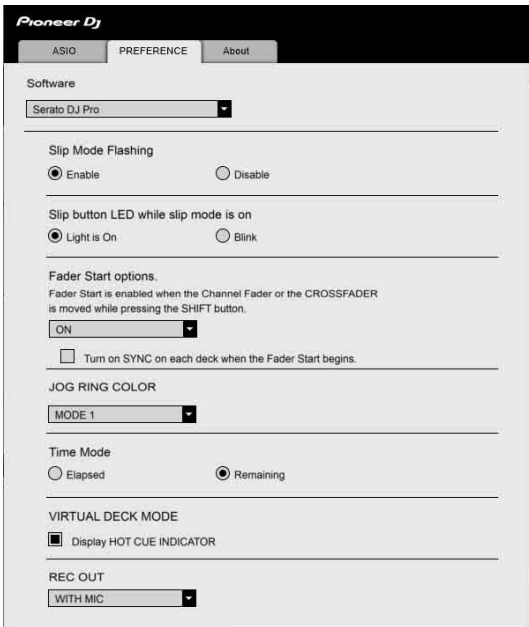 Pioneer Dj
ASIO
PREFERENCE
About
Software
Serato DJ Pro
Slip Mode Flashing
Enable
Disable
Slip button LED while slip mode is on
Light is On
Blink
Fader Start options.
Fader Start is enabled when the Channel Fader or the CROSSFADER
is moved while pressing the SHIFT button.
ON
Turn on SYNC on each deck when the Fader Start begins.
JOG RING COLOR
MODE 1
Time Mode
Elapsed
Remaining
VIRTUAL DECK MODE
Display HOT CUE INDICATOR
REC OUT
WITH MIC